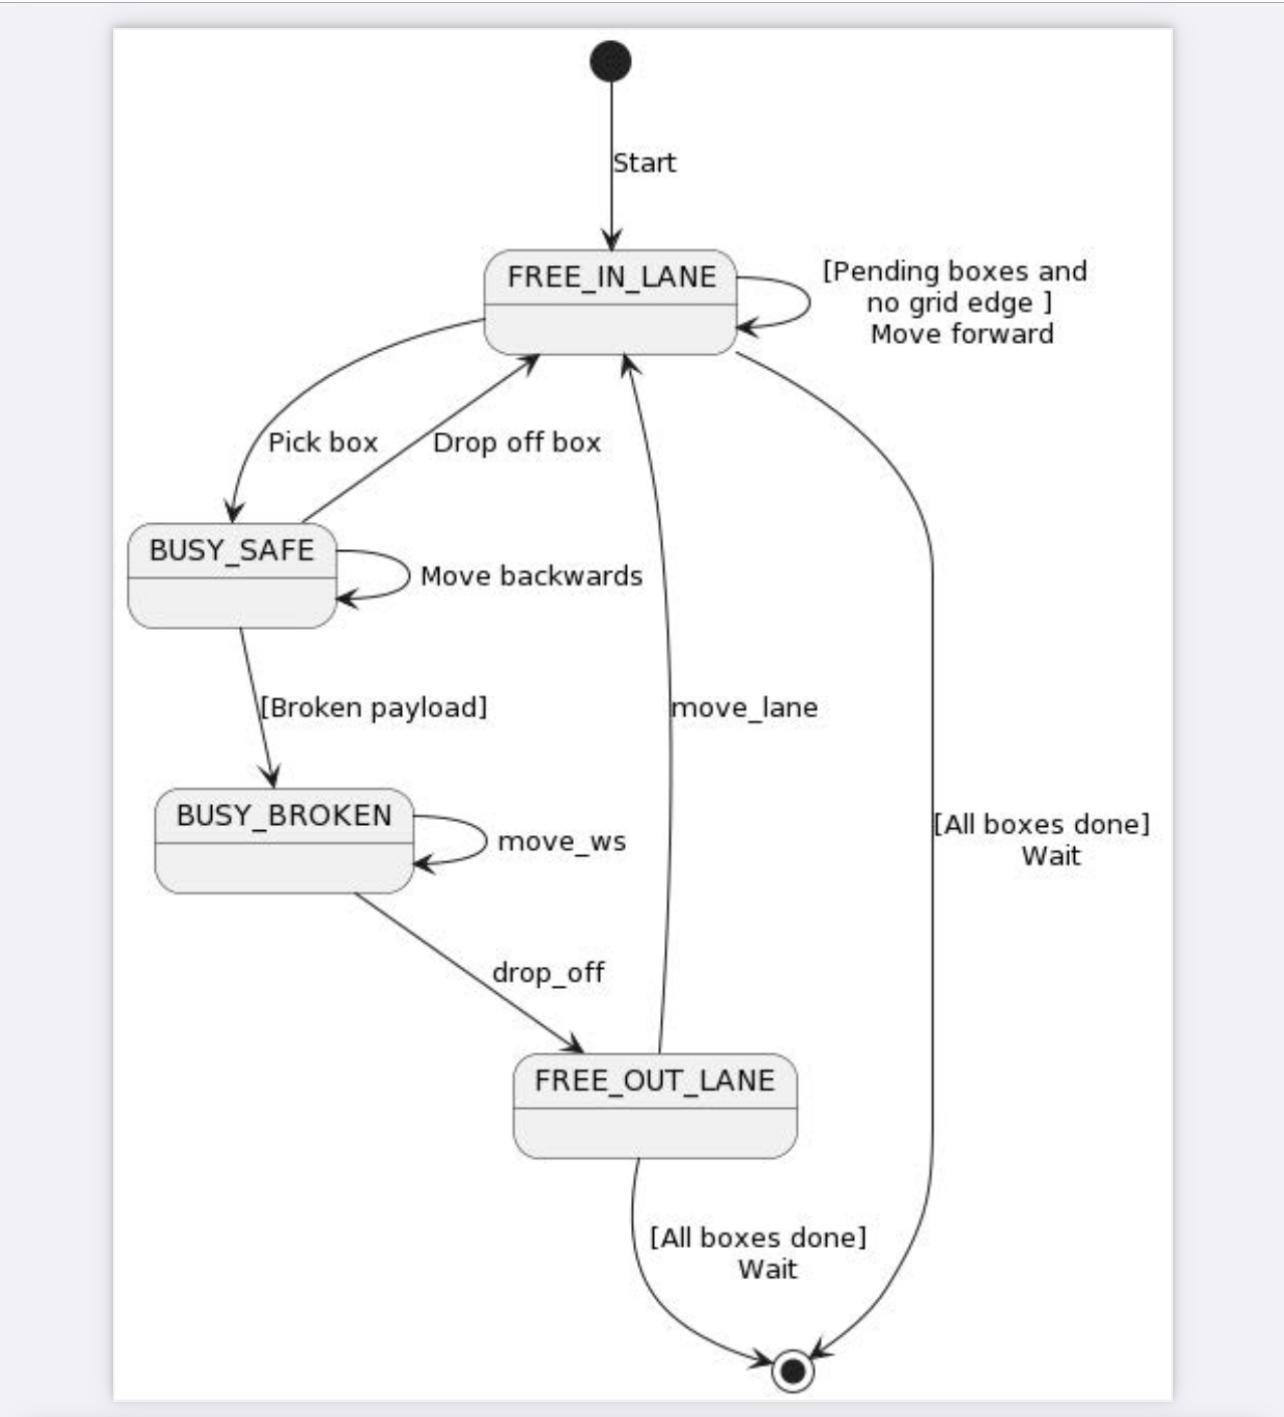 Start
FREE_IN_LANE
[Pending boxes and
no grid edge ]
Move forward
Pick box
Drop off box
BUSY_SAFE
Move backwards
[Broken payload]
move_lane
BUSY_BROKEN
move_ws
[All boxes done]
Wait
drop_off
FREE_OUT_LANE
[All boxes done]
Wait